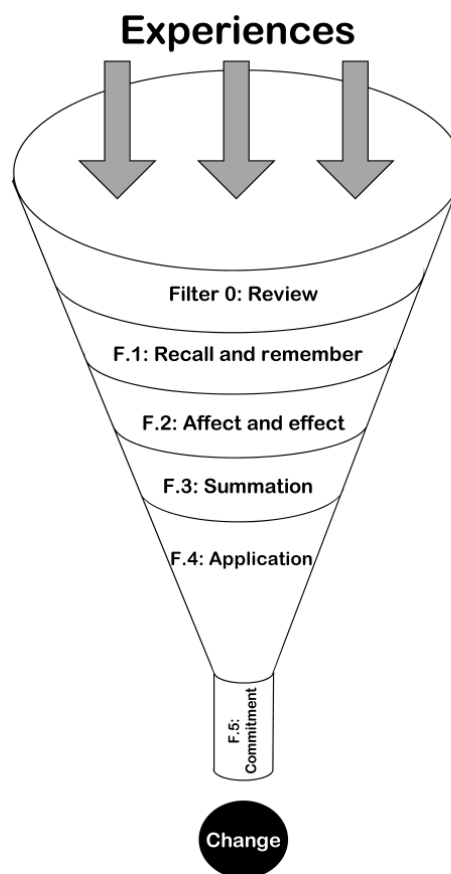 Experiences
Filter 0: Review
F.1: Recall and remember
F.2: Affect and effect
F.3: Summation
F.4: Application
F.5:
Commitment
Change